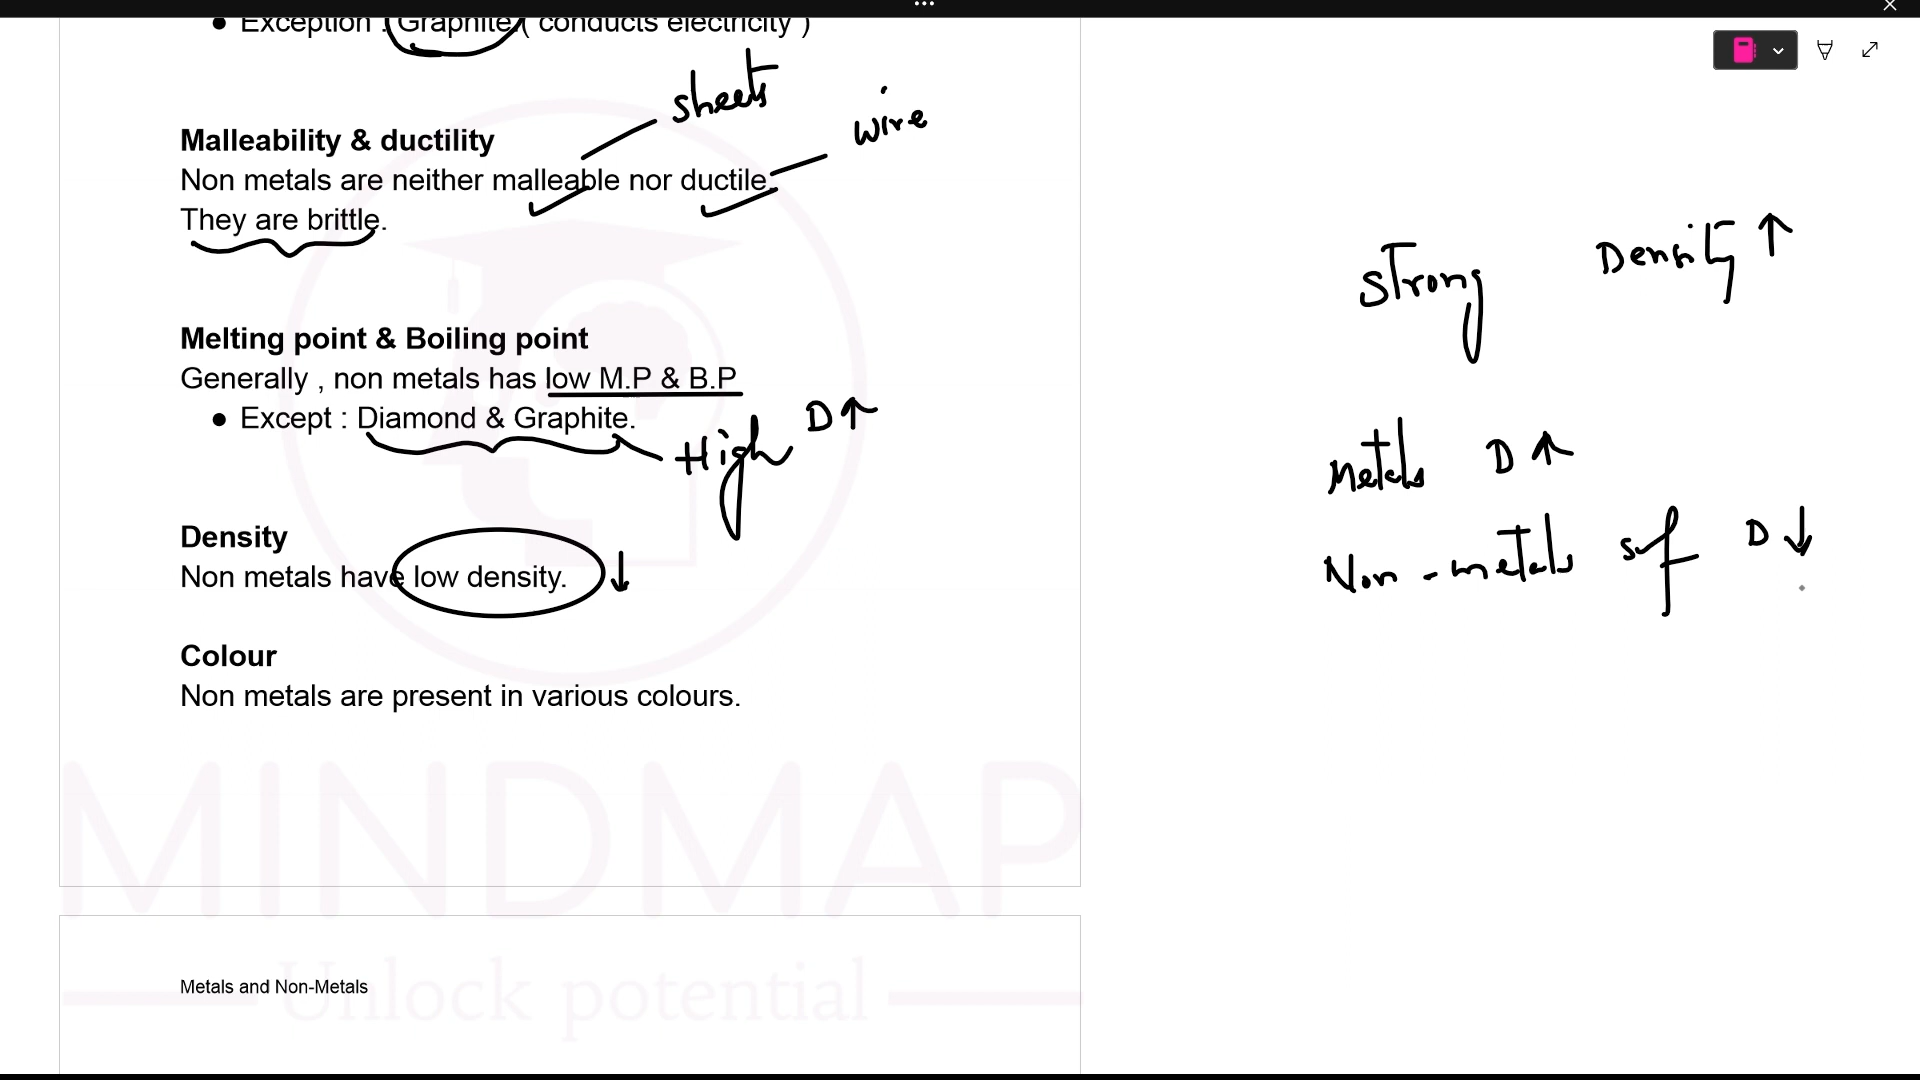 ● Exception : Graphite ( conducts electricity )
sheets
wire
Malleability & ductility
Non metals are neither malleable nor ductile.
They are brittle.
strong Density ↑
Melting point & Boiling point
Generally , non metals has low M.P & B.P
● Except : Diamond & Graphite.
High D↑
Metals D ↑
Density
Non metals have low density. ↓
Non-metals sf D ↓
Colour
Non metals are present in various colours.
MINDMAP
Metals and Non-Metals
Unlock potential